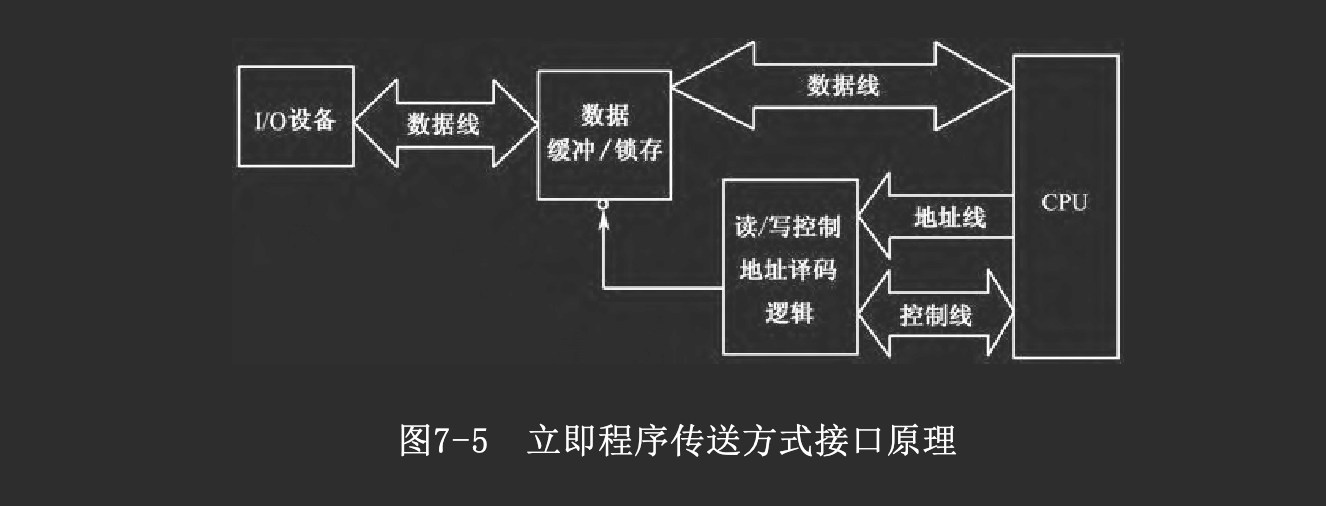 I/O设备
数据线
数据
缓冲/锁存
数据线
读/写控制
地址译码
逻辑
地址线
控制线
CPU
图7-5 立即程序传送方式接口原理